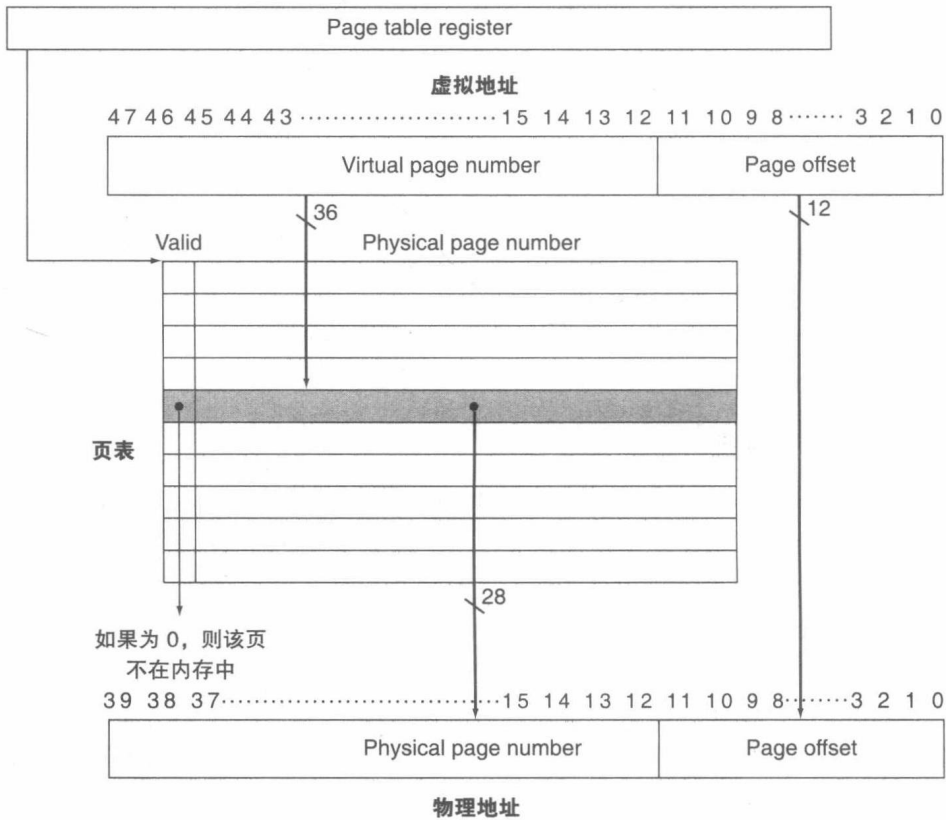 Page table register
虚拟地址
47 46 45 44 43 ························ 15 14 13 12 11 10 9 8 ······· 3 2 1 0
Virtual page number Page offset
36 12
Valid Physical page number
页表
28
如果为 0，则该页
不在内存中
39 38 37 ································ 15 14 13 12 11 10 9 8 ······· 3 2 1 0
Physical page number Page offset
物理地址